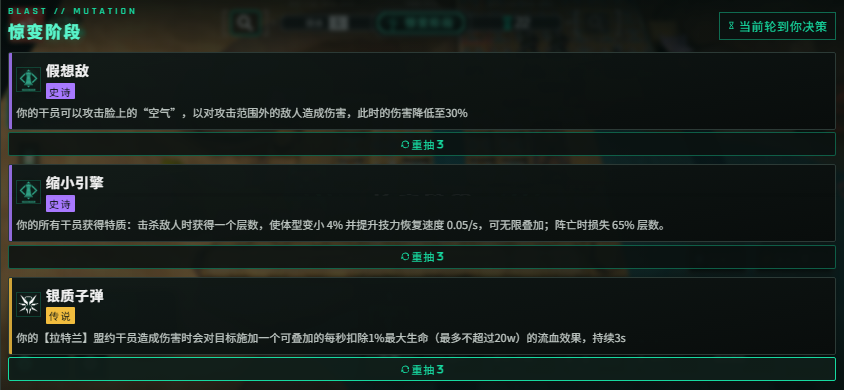 BLAST // MUTATION
惊变阶段
当前轮到你决策
假想敌
史诗
你的干员可以攻击脸上的“空气”，以对攻击范围外的敌人造成伤害，此时的伤害降低至30%
重抽3
缩小引擎
史诗
你的所有干员获得特质：击杀敌人时获得一个层数，使体型变小 4% 并提升技力恢复速度 0.05/s，可无限叠加；阵亡时损失 65% 层数。
重抽3
银质子弹
传说
你的【拉特兰】盟约干员造成伤害时会对目标施加一个可叠加的每秒扣除1%最大生命（最多不超过20w）的流血效果，持续3s
重抽3